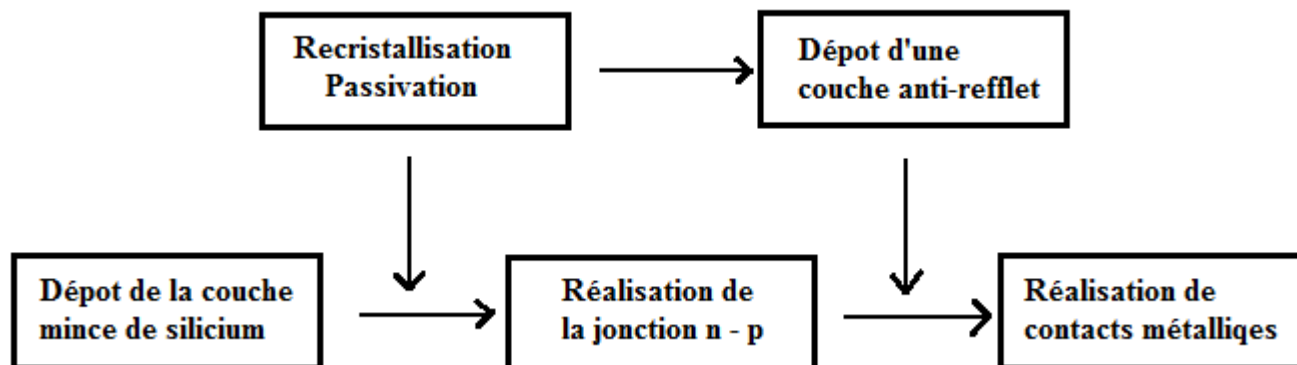 Recristallisation
Passivation
Dépot d'une
couche anti-refflet
Dépot de la couche
mince de silicium
Réalisation de
la jonction n - p
Réalisation de
contacts métalliqes